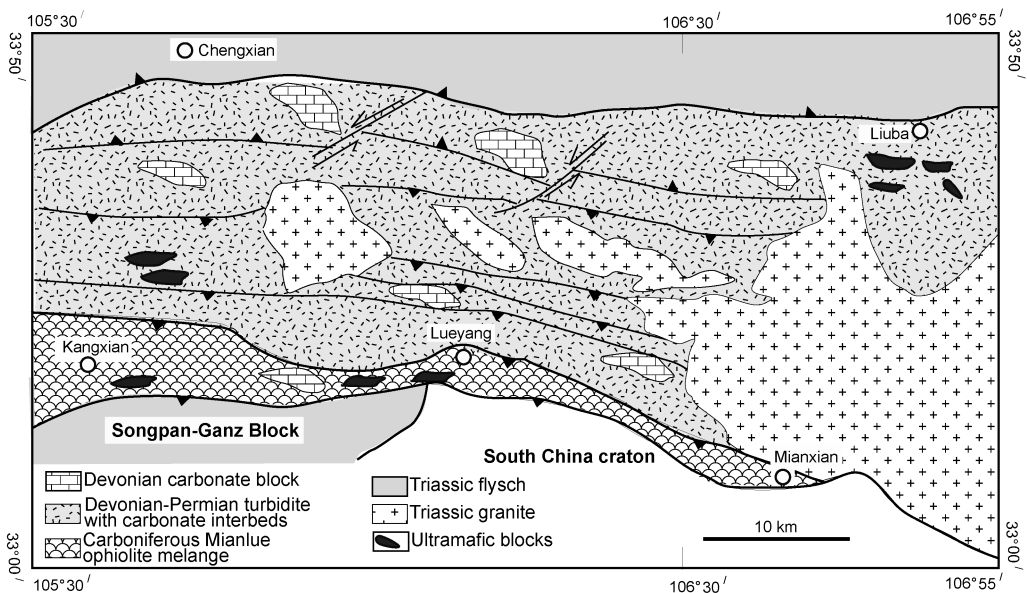 105°30′
106°30′
106°55′
33°50′
33°50′
Chengxian
Liuba
Kangxian
Lueyang
Songpan-Ganz Block
South China craton
Mianxian
Devonian carbonate block
Devonian-Permian turbidite
with carbonate interbeds
Carboniferous Mianlue
ophiolite melange
Triassic flysch
Triassic granite
Ultramafic blocks
10 km
33°00′
33°00′
105°30′
106°30′
106°55′